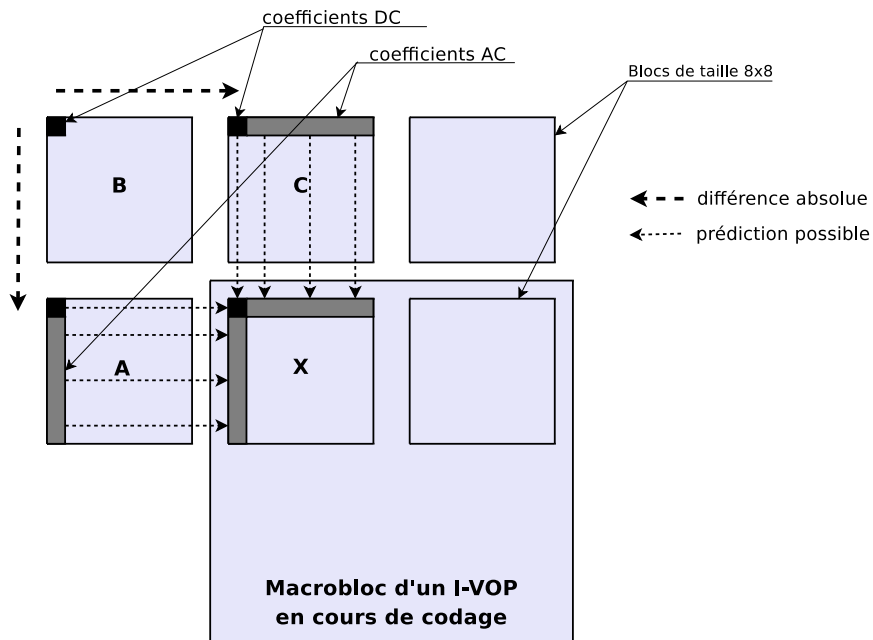 coefficients DC
coefficients AC
Blocs de taille 8x8
B
C
différence absolue
prédiction possible
A
X
Macrobloc d'un I-VOP
en cours de codage